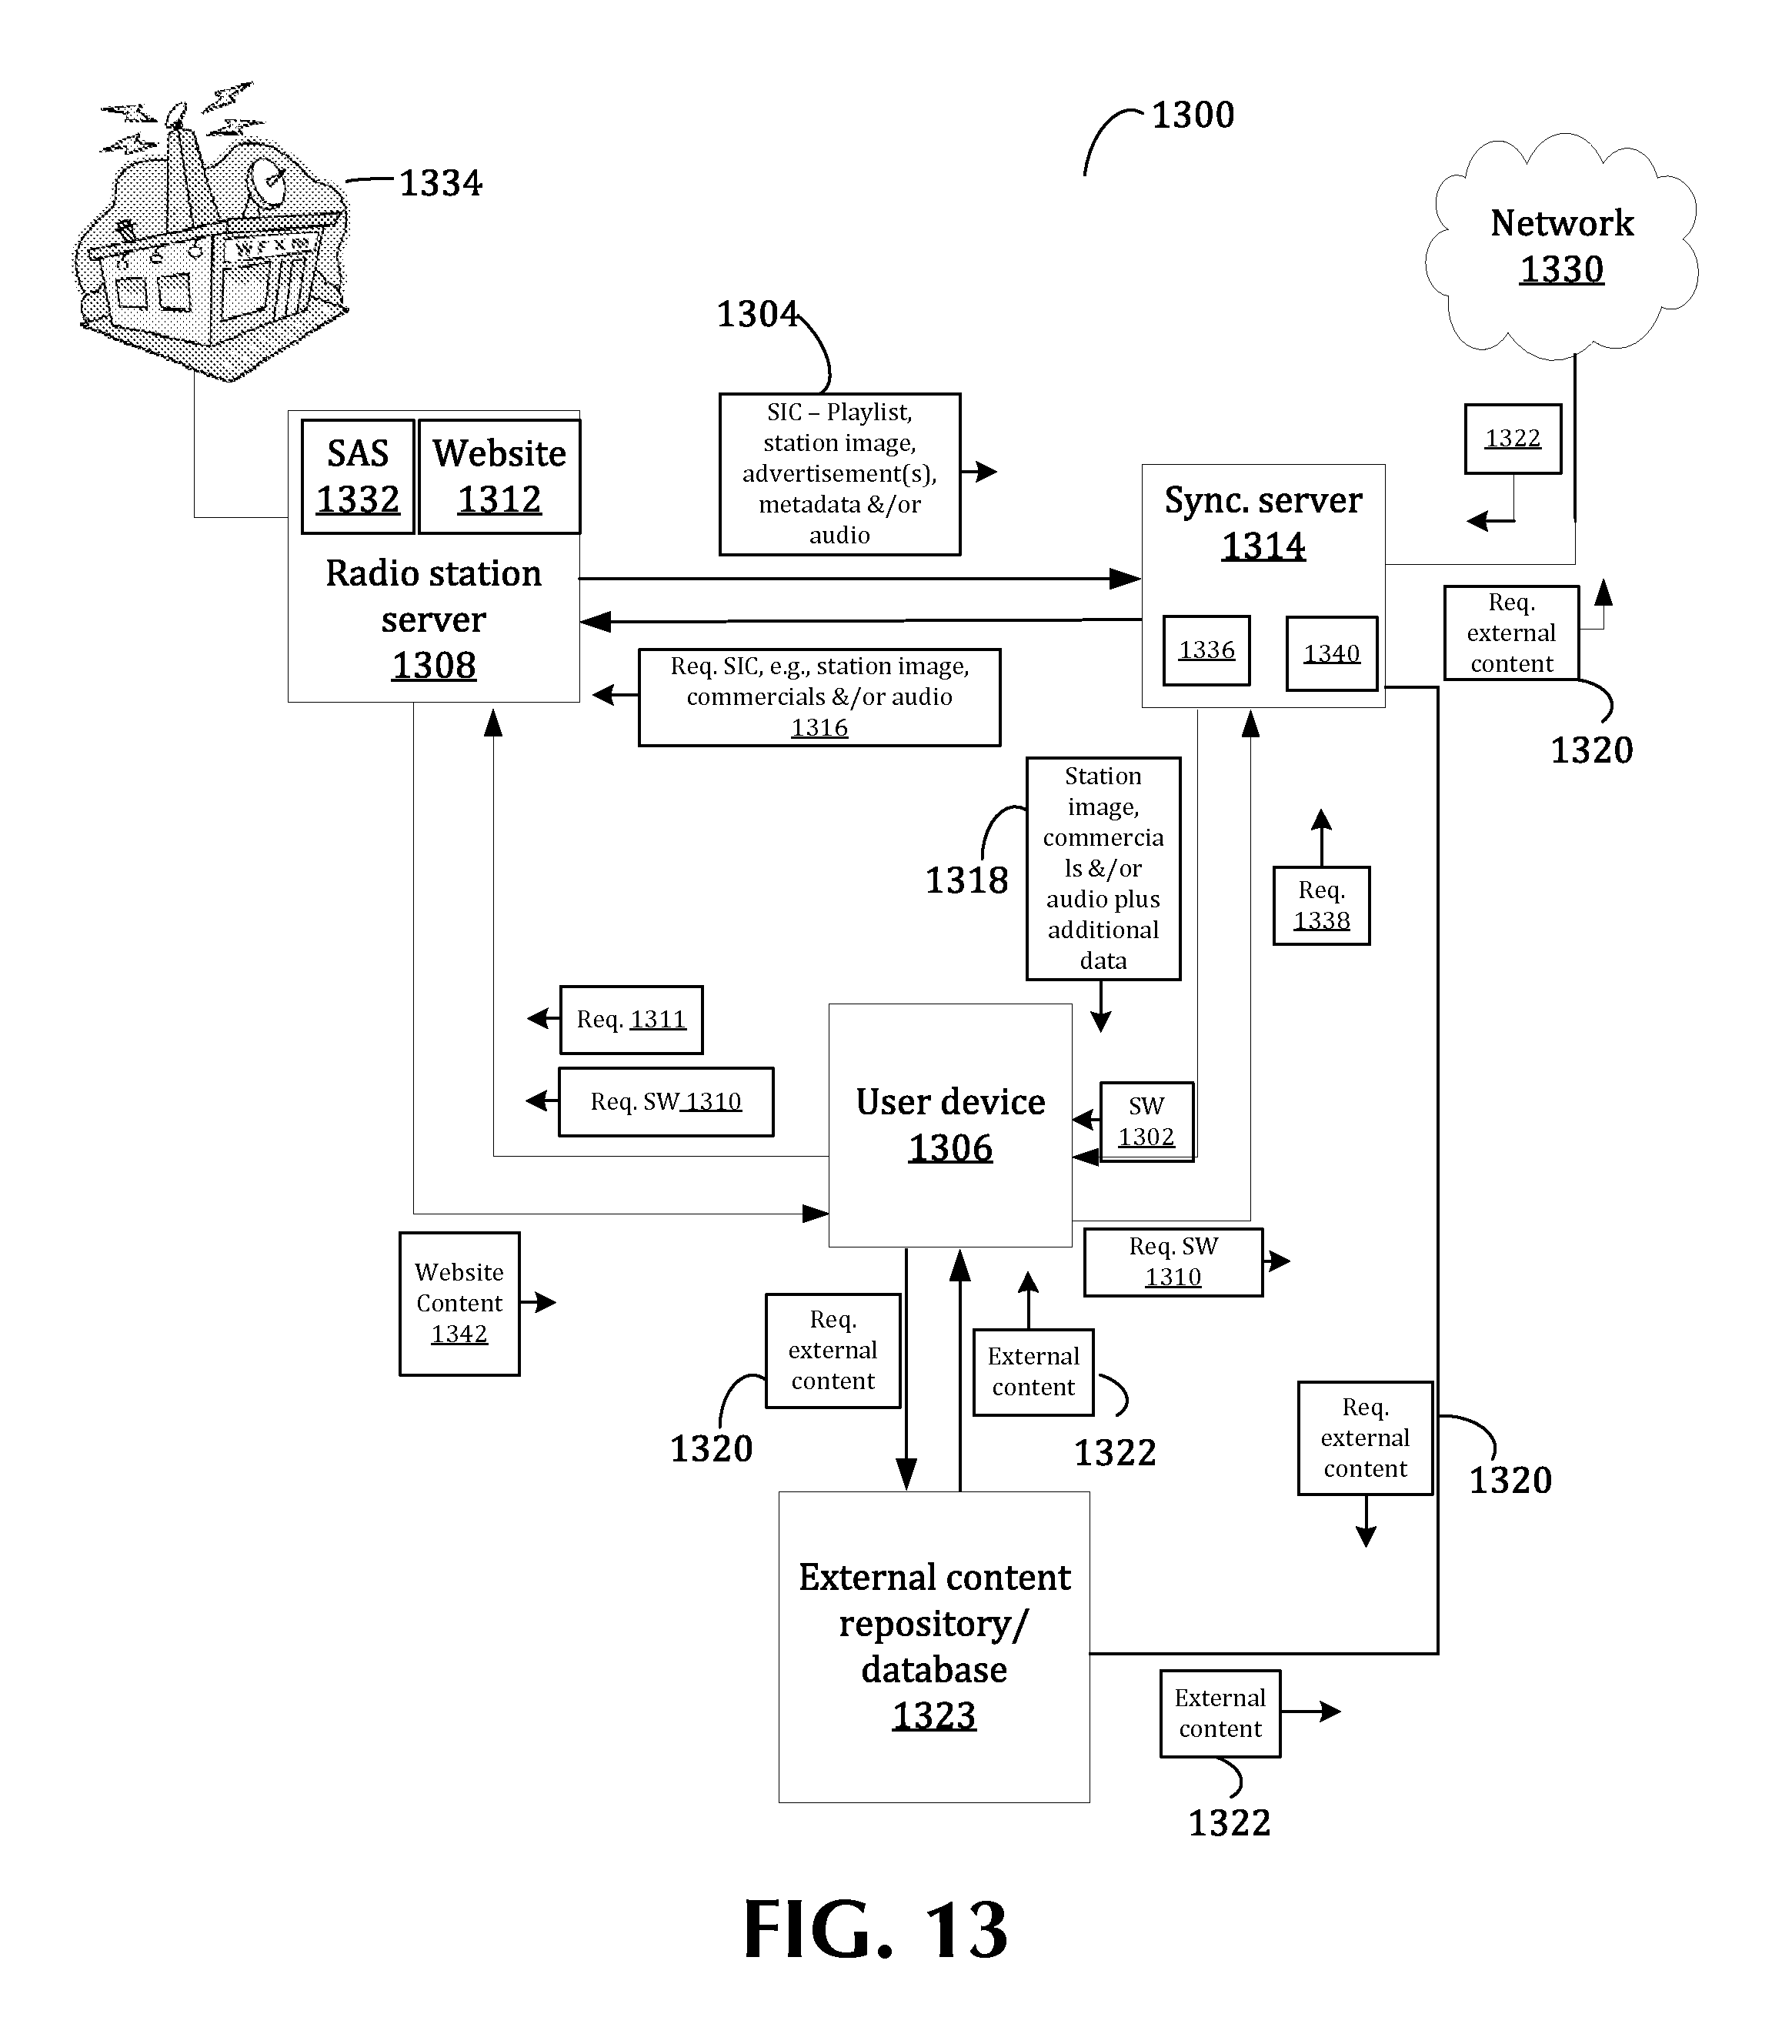 1300
1334
WFXM
Network
1330
1304
SIC – Playlist,
station image,
advertisement(s),
metadata &/or
audio
1322
SAS
1332
Website
1312
Radio station
server
1308
Sync. server
1314
1336
1340
Req.
external
content
1320
Req. SIC, e.g., station image,
commercials &/or audio
1316
Station
image,
commercia
ls &/or
audio plus
additional
data
1318
Req.
1338
Req. 1311
Req. SW 1310
User device
1306
SW
1302
Req. SW
1310
Website
Content
1342
Req.
external
content
1320
External
content
1322
Req.
external
content
1320
External content
repository/
database
1323
External
content
1322
FIG. 13